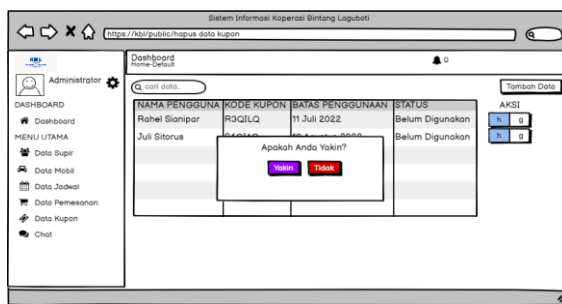 Sistem Informasi Koperasi Bintang Laguboti
https://kbl/public/hapus data kupon
KBL
Administrator
Dashboard
Home-Default
0
cari data.
Tambah Data
DASHBOARD
Dashboard
MENU UTAMA
Data Supir
Data Mobil
Data Jadwal
Data Pemesanan
Data Kupon
Chat
NAMA PENGGUNA KODE KUPON BATAS PENGGUNAAN STATUS AKSI
Rahel Sianipar R3QILQ 11 Juli 2022 Belum Digunakan h g
Juli Sitorus Belum Digunakan h g
Apakah Anda Yakin?
Yakin Tidak